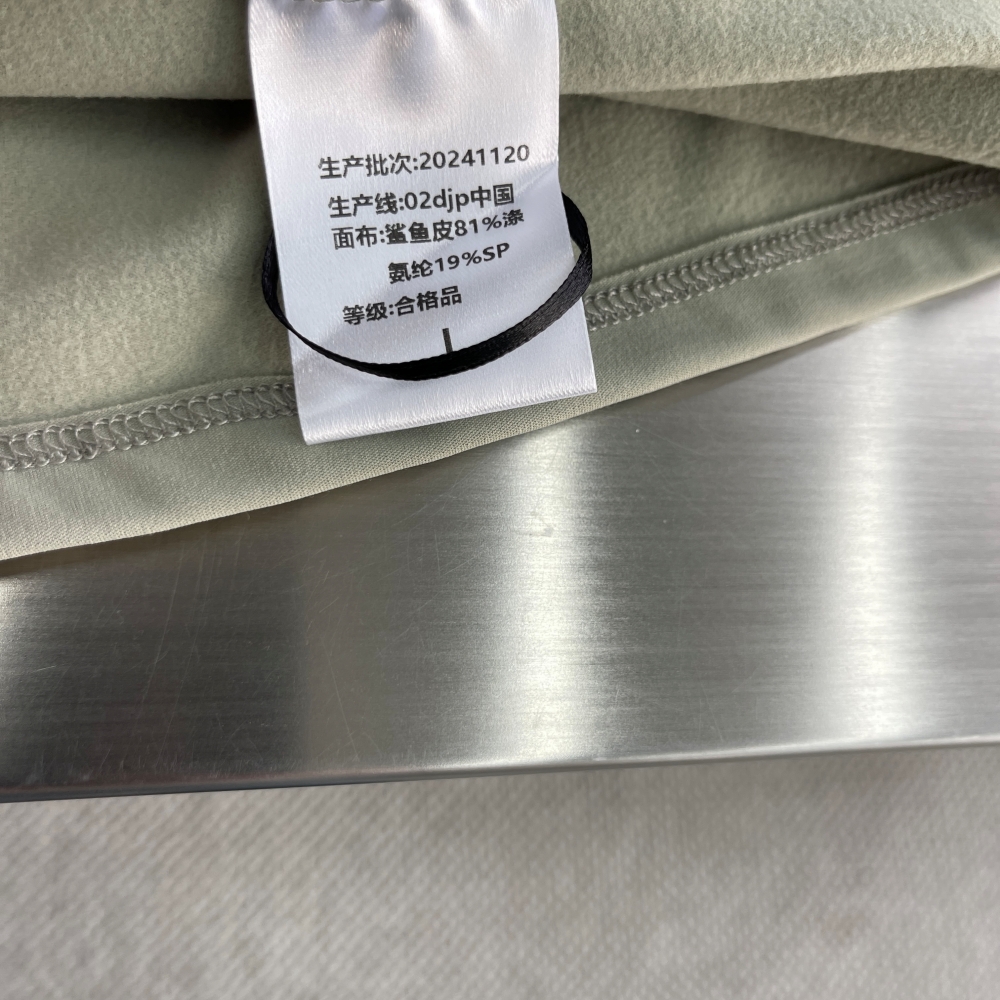 生产批次:20241120
生产线:02djp中国
面布:鲨鱼皮81%涤
氨纶19%SP
等级:合格品